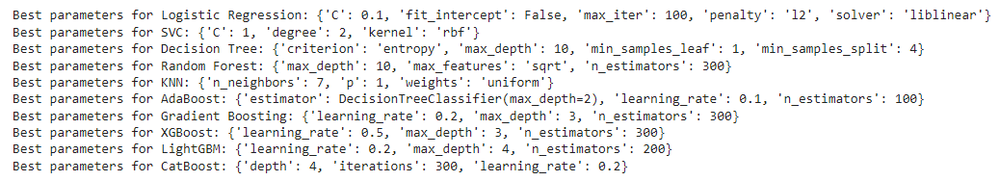 Best parameters for Logistic Regression: {'C': 0.1, 'fit_intercept': False, 'max_iter': 100, 'penalty': 'l2', 'solver': 'liblinear'}
Best parameters for SVC: {'C': 1, 'degree': 2, 'kernel': 'rbf'}
Best parameters for Decision Tree: {'criterion': 'entropy', 'max_depth': 10, 'min_samples_leaf': 1, 'min_samples_split': 4}
Best parameters for Random Forest: {'max_depth': 10, 'max_features': 'sqrt', 'n_estimators': 300}
Best parameters for KNN: {'n_neighbors': 7, 'p': 1, 'weights': 'uniform'}
Best parameters for AdaBoost: {'estimator': DecisionTreeClassifier(max_depth=2), 'learning_rate': 0.1, 'n_estimators': 100}
Best parameters for Gradient Boosting: {'learning_rate': 0.2, 'max_depth': 3, 'n_estimators': 300}
Best parameters for XGBoost: {'learning_rate': 0.5, 'max_depth': 3, 'n_estimators': 300}
Best parameters for LightGBM: {'learning_rate': 0.2, 'max_depth': 4, 'n_estimators': 200}
Best parameters for CatBoost: {'depth': 4, 'iterations': 300, 'learning_rate': 0.2}